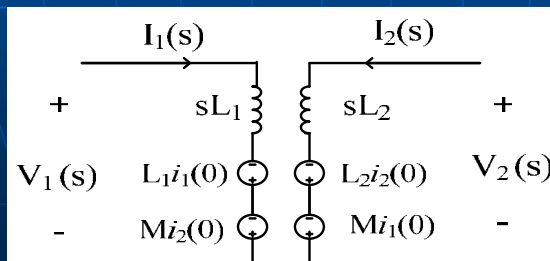 I₁(s) I₂(s)
+ sL₁ sL₂ +
V₁(s) L₁i₁(0) - + - + L₂i₂(0) V₂(s)
- Mi₂(0) - + - + Mi₁(0) -